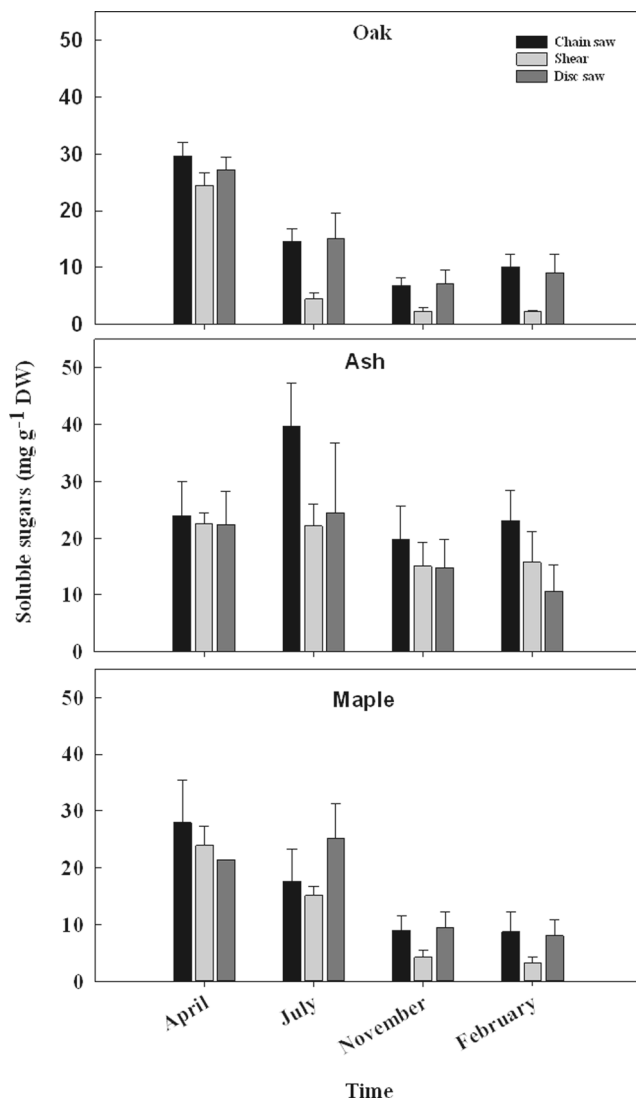 Oak
Chain saw
Shear
Disc saw
50
40
30
20
10
0
Ash
50
40
30
20
10
0
Maple
50
40
30
20
10
0
Soluble sugars (mg g⁻¹ DW)
April
July
November
February
Time